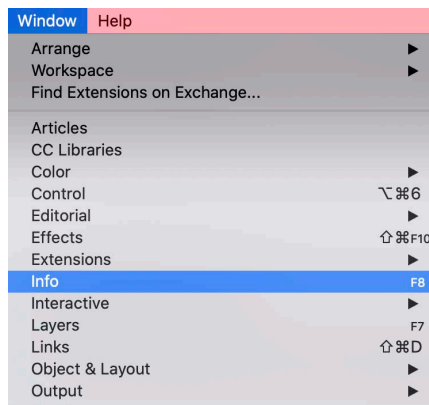 Window Help
Arrange ▶
Workspace ▶
Find Extensions on Exchange...
Articles
CC Libraries
Color ▶
Control ⌥⌘6
Editorial ▶
Effects ⇧⌘F10
Extensions ▶
Info F8
Interactive ▶
Layers F7
Links ⇧⌘D
Object & Layout ▶
Output ▶